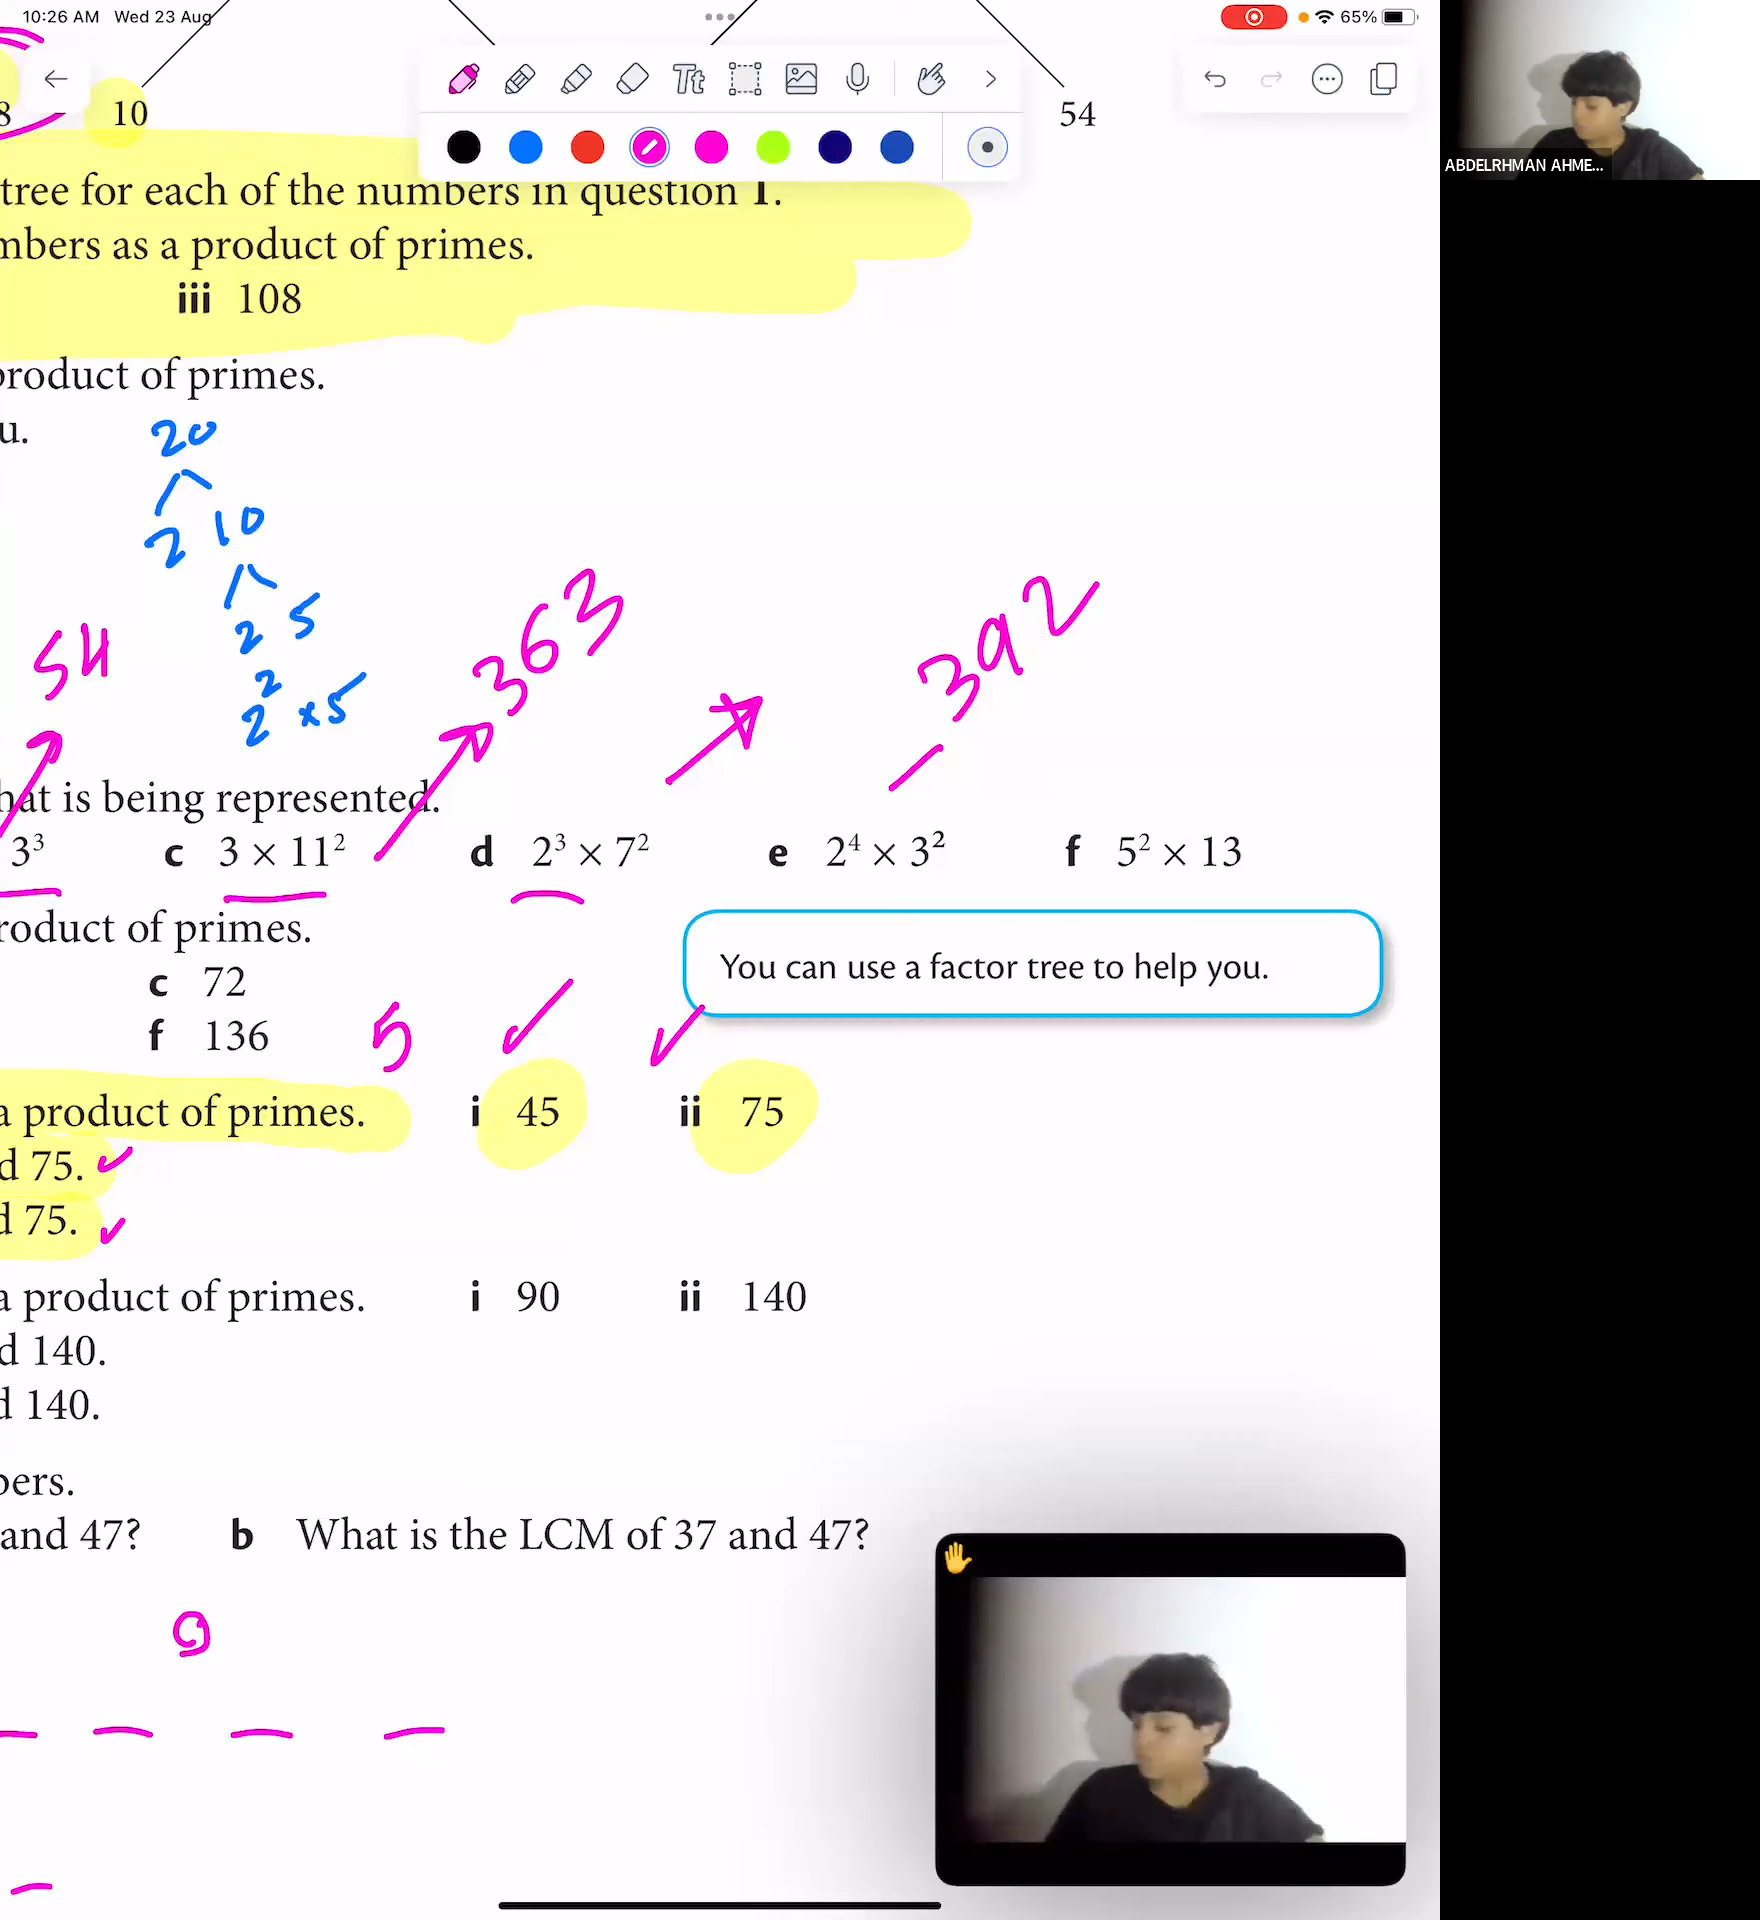 10:26 AM Wed 23 Aug
65%
Tt
8 10 54
tree for each of the numbers in question 1.
mbers as a product of primes.
iii 108
product of primes.
u.
20
2 10
2 5
2² × 5
54
363
392
hat is being represented.
3³ c 3 × 11² d 2³ × 7² e 2⁴ × 3² f 5² × 13
roduct of primes.
You can use a factor tree to help you.
c 72
f 136
5
a product of primes. i 45 ii 75
d 75.
d 75.
a product of primes. i 90 ii 140
d 140.
d 140.
bers.
and 47? b What is the LCM of 37 and 47?
9
ABDELRHMAN AHME...